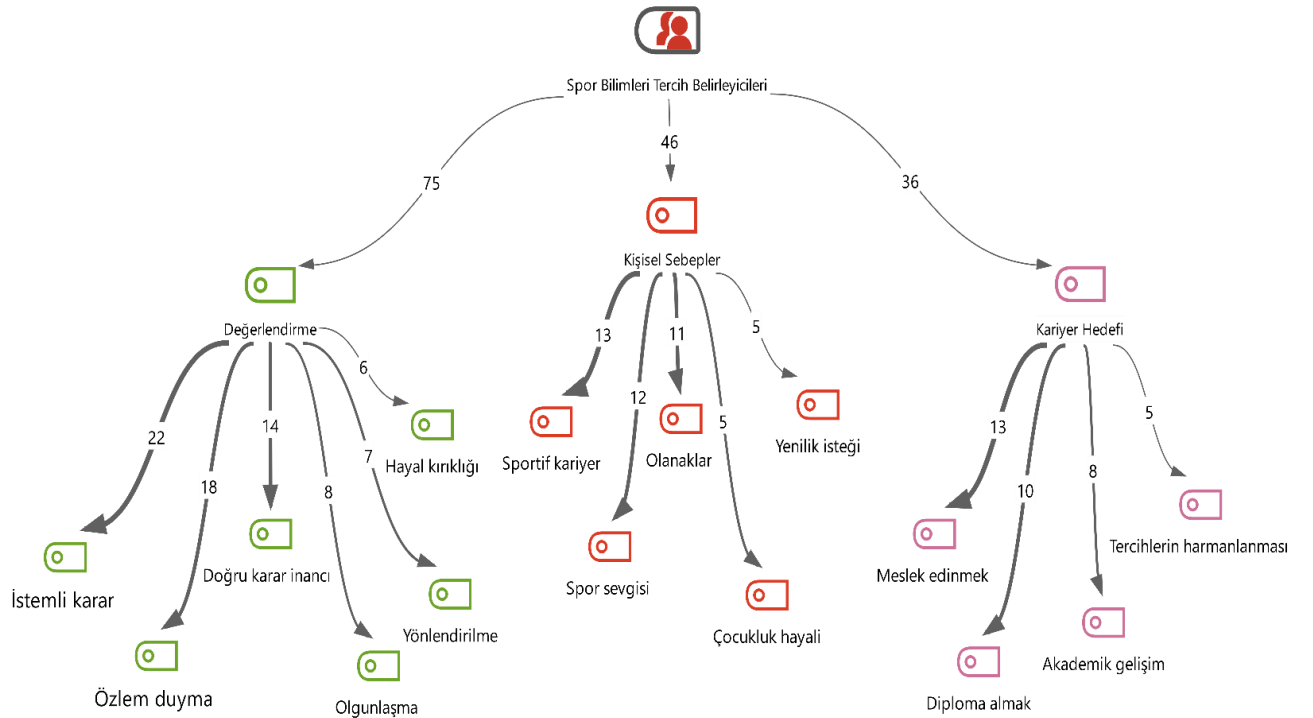 Spor Bilimleri Tercih Belirleyicileri
75
46
36
Değerlendirme
Kişisel Sebepler
Kariyer Hedefi
22
18
14
8
7
6
13
12
11
5
5
13
10
8
5
İstemli karar
Özlem duyma
Doğru karar inancı
Olgunlaşma
Yönlendirilme
Hayal kırıklığı
Sportif kariyer
Spor sevgisi
Olanaklar
Çocukluk hayali
Yenilik isteği
Meslek edinmek
Diploma almak
Akademik gelişim
Tercihlerin harmanlanması